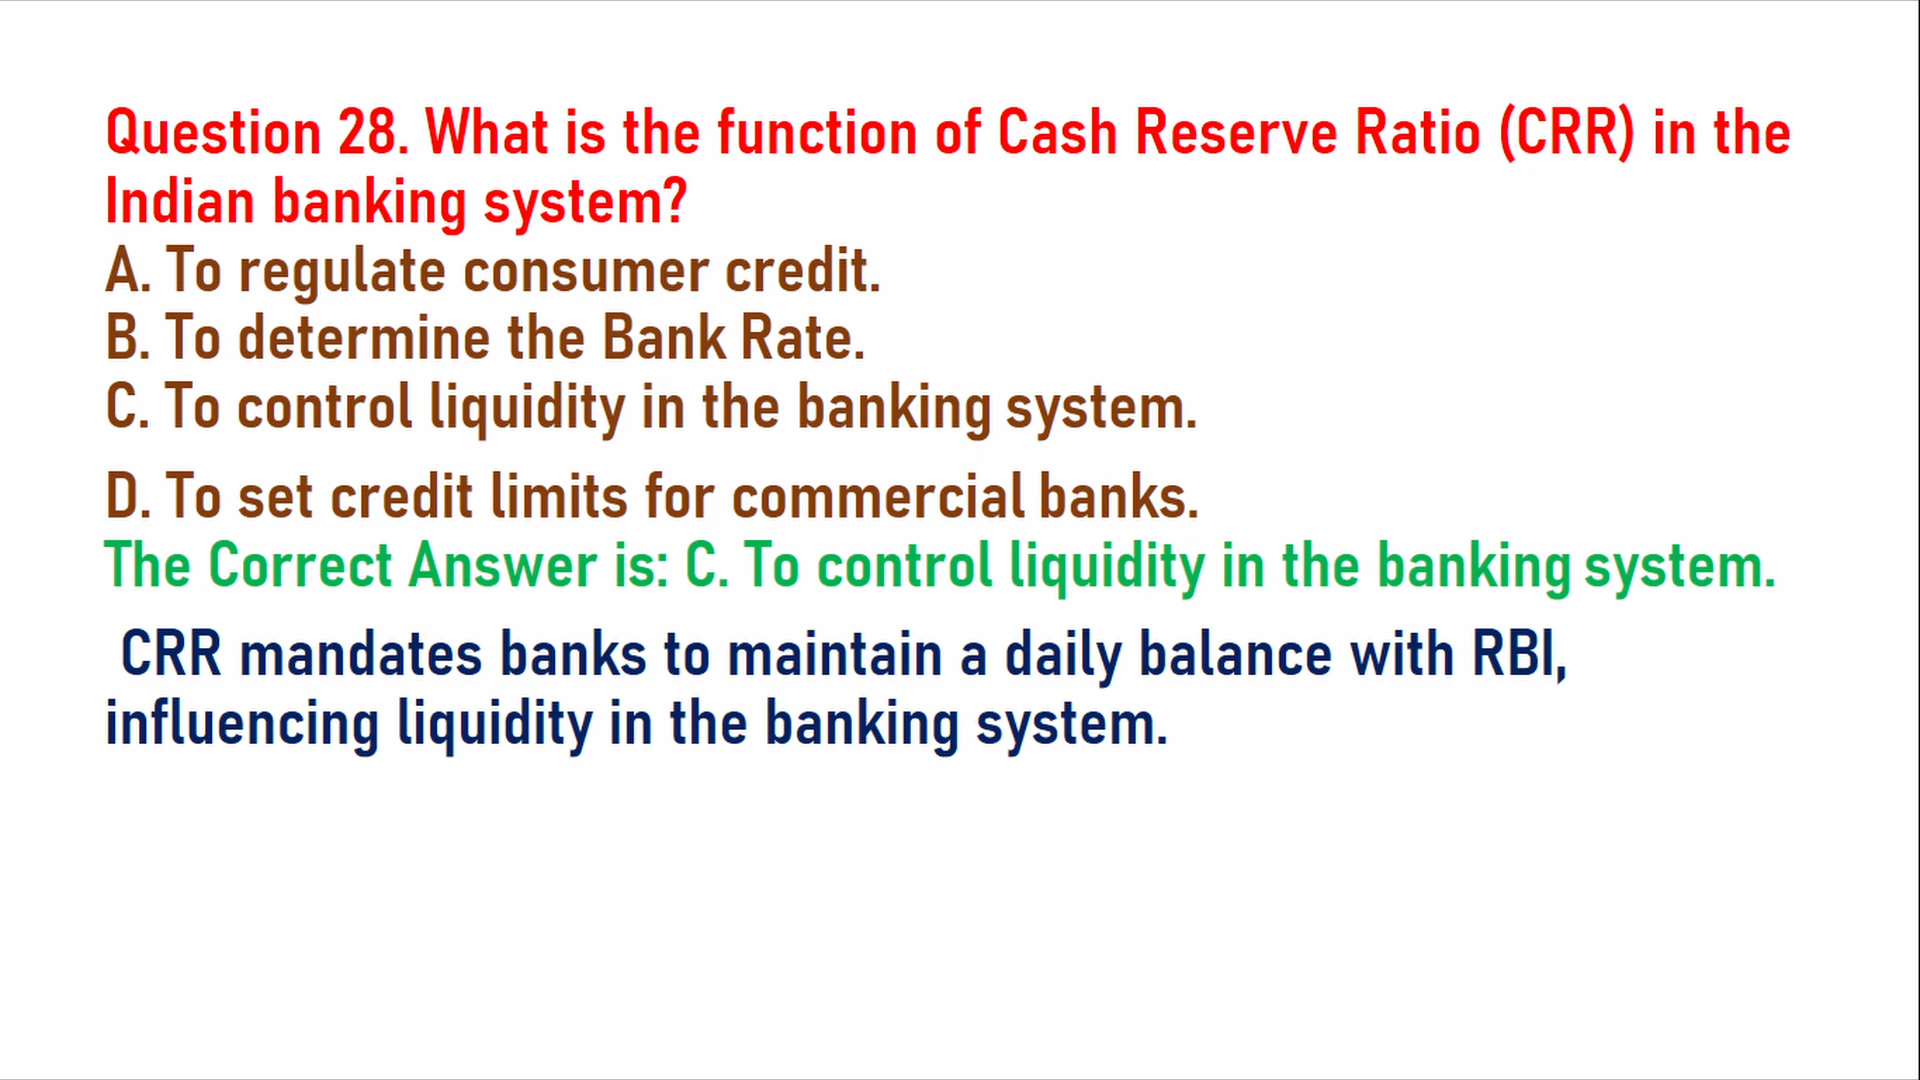 Question 28. What is the function of Cash Reserve Ratio (CRR) in the
Indian banking system?
A. To regulate consumer credit.
B. To determine the Bank Rate.
C. To control liquidity in the banking system.
D. To set credit limits for commercial banks.
The Correct Answer is: C. To control liquidity in the banking system.
CRR mandates banks to maintain a daily balance with RBI,
influencing liquidity in the banking system.